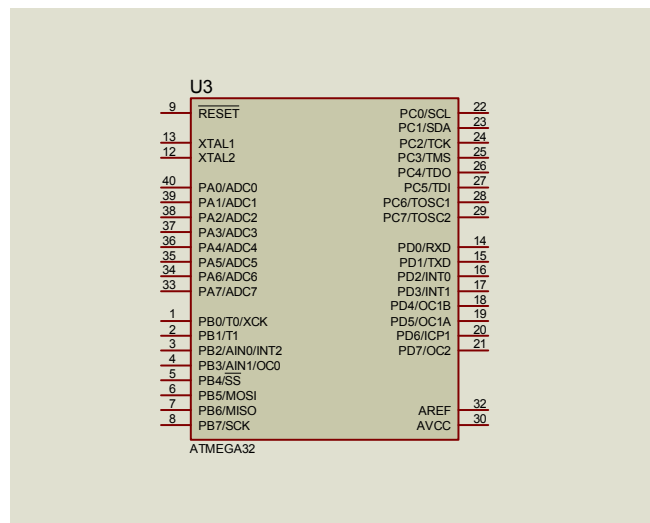 U3
9 RESET
13 XTAL1
12 XTAL2
40 PA0/ADC0
39 PA1/ADC1
38 PA2/ADC2
37 PA3/ADC3
36 PA4/ADC4
35 PA5/ADC5
34 PA6/ADC6
33 PA7/ADC7
1 PB0/T0/XCK
2 PB1/T1
3 PB2/AIN0/INT2
4 PB3/AIN1/OC0
5 PB4/SS
6 PB5/MOSI
7 PB6/MISO
8 PB7/SCK
PC0/SCL 22
PC1/SDA 23
PC2/TCK 24
PC3/TMS 25
PC4/TDO 26
PC5/TDI 27
PC6/TOSC1 28
PC7/TOSC2 29
PD0/RXD 14
PD1/TXD 15
PD2/INT0 16
PD3/INT1 17
PD4/OC1B 18
PD5/OC1A 19
PD6/ICP1 20
PD7/OC2 21
AREF 32
AVCC 30
ATMEGA32